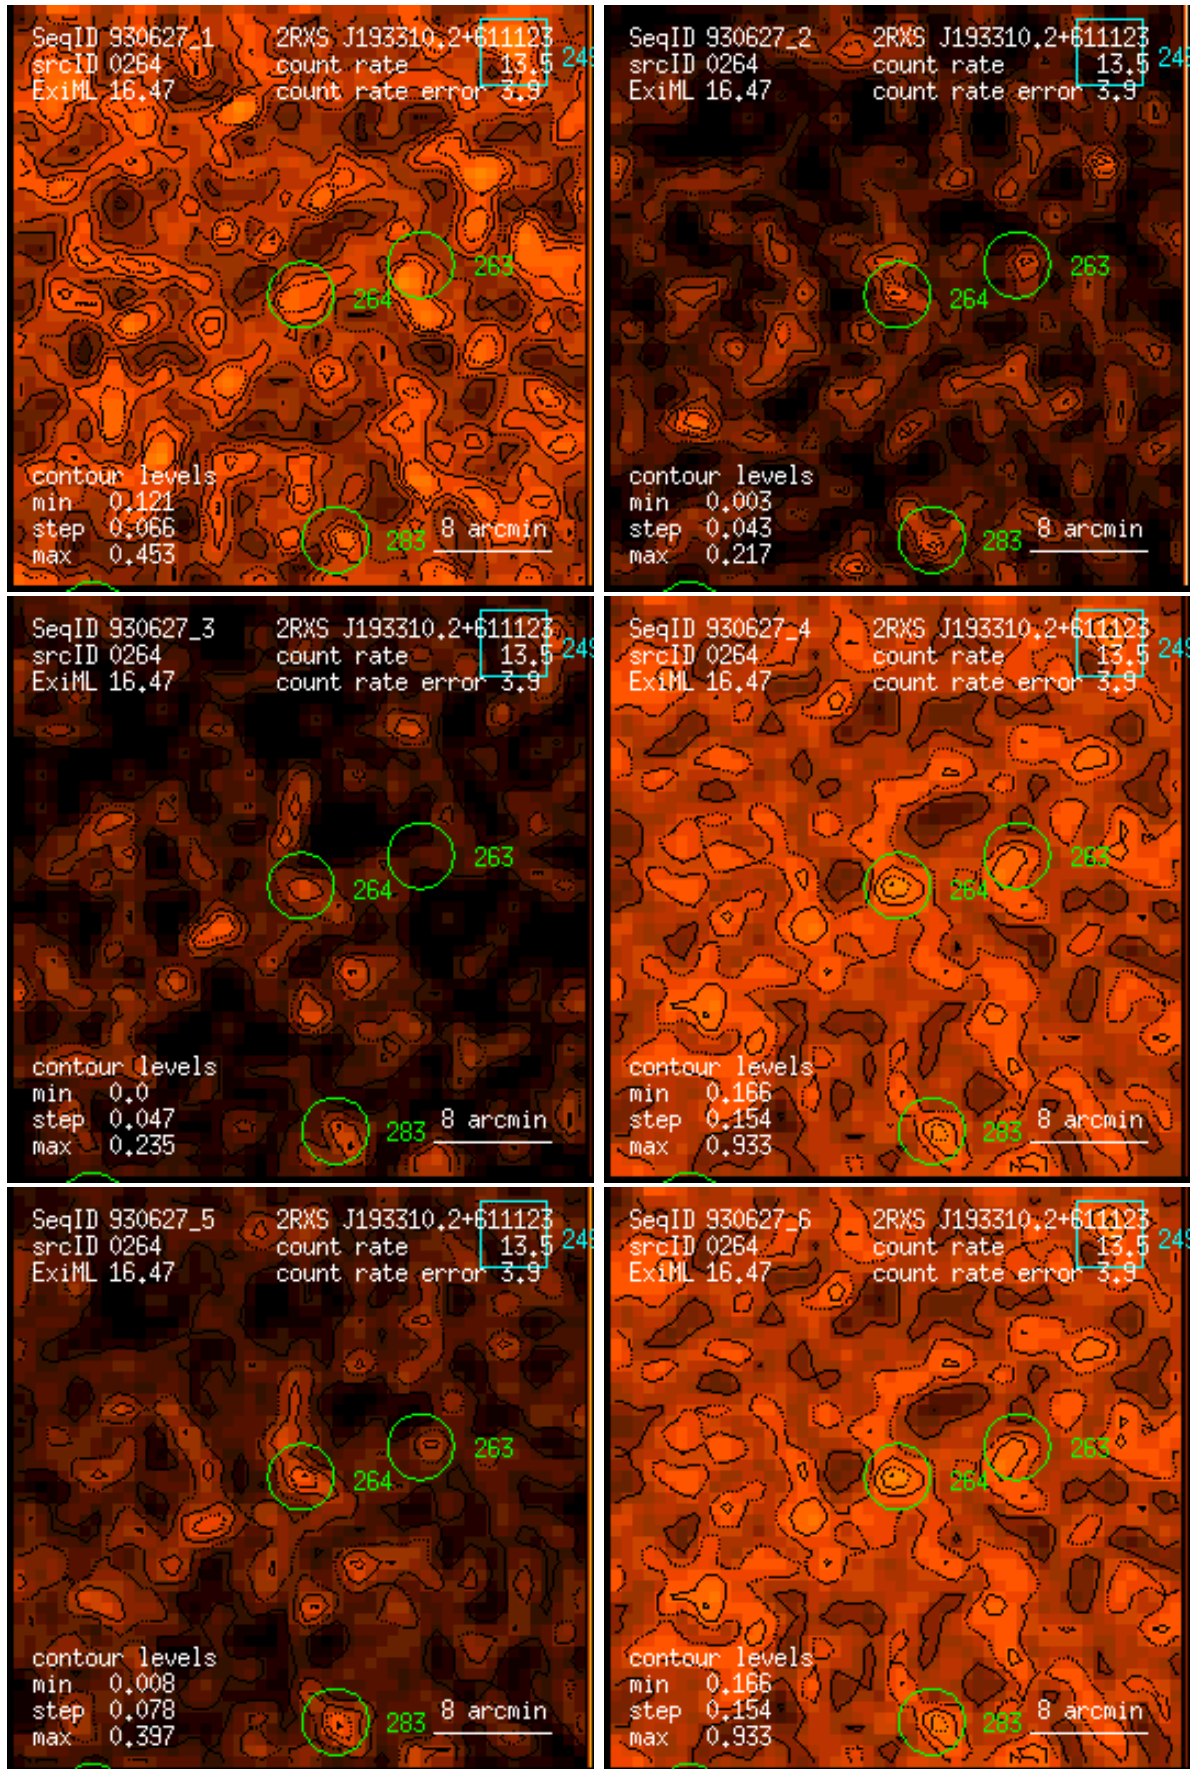 SeqID 930627_1 2RXS J193310.2+611123
srcID 0264 count rate 13.5 249
ExiML 16.47 count rate error 3.9
263
264
contour levels
min 0.121
step 0.066 283 8 arcmin
max 0.453
SeqID 930627_2 2RXS J193310.2+611123
srcID 0264 count rate 13.5 24
ExiML 16.47 count rate error 3.9
263
264
contour levels
min 0.003
step 0.043 283 8 arcmin
max 0.217
SeqID 930627_3 2RXS J193310.2+611123
srcID 0264 count rate 13.5 249
ExiML 16.47 count rate error 3.9
263
264
contour levels
min 0.0
step 0.047 283 8 arcmin
max 0.235
SeqID 930627_4 2RXS J193310.2+611123
srcID 0264 count rate 13.5 24
ExiML 16.47 count rate error 3.9
263
264
contour levels
min 0.166
step 0.154 283 8 arcmin
max 0.933
SeqID 930627_5 2RXS J193310.2+611123
srcID 0264 count rate 13.5 249
ExiML 16.47 count rate error 3.9
263
264
contour levels
min 0.008
step 0.078 283 8 arcmin
max 0.397
SeqID 930627_6 2RXS J193310.2+611123
srcID 0264 count rate 13.5 24
ExiML 16.47 count rate error 3.9
263
264
contour levels
min 0.166
step 0.154 283 8 arcmin
max 0.933